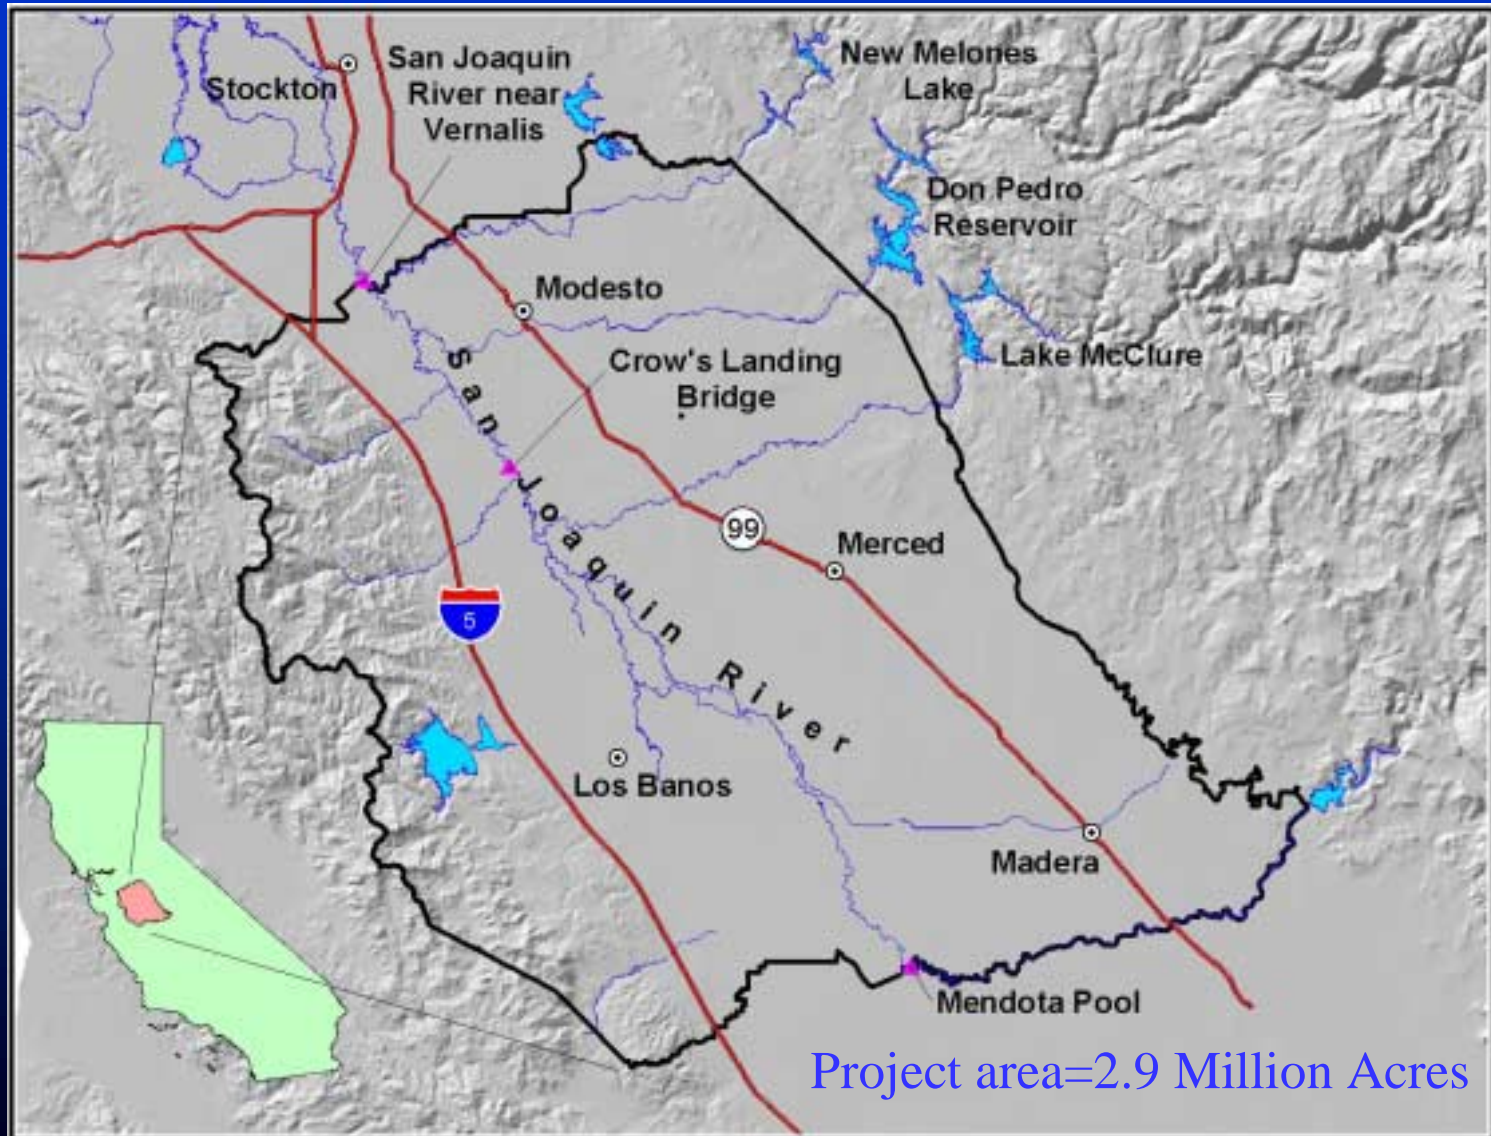 San Joaquin
River near
Vernalis
Stockton
New Melones
Lake
Don Pedro
Reservoir
Modesto
Crow's Landing
Bridge
Lake McClure
San Joaquin River
99
Merced
5
Los Banos
Madera
Mendota Pool
Project area=2.9 Million Acres